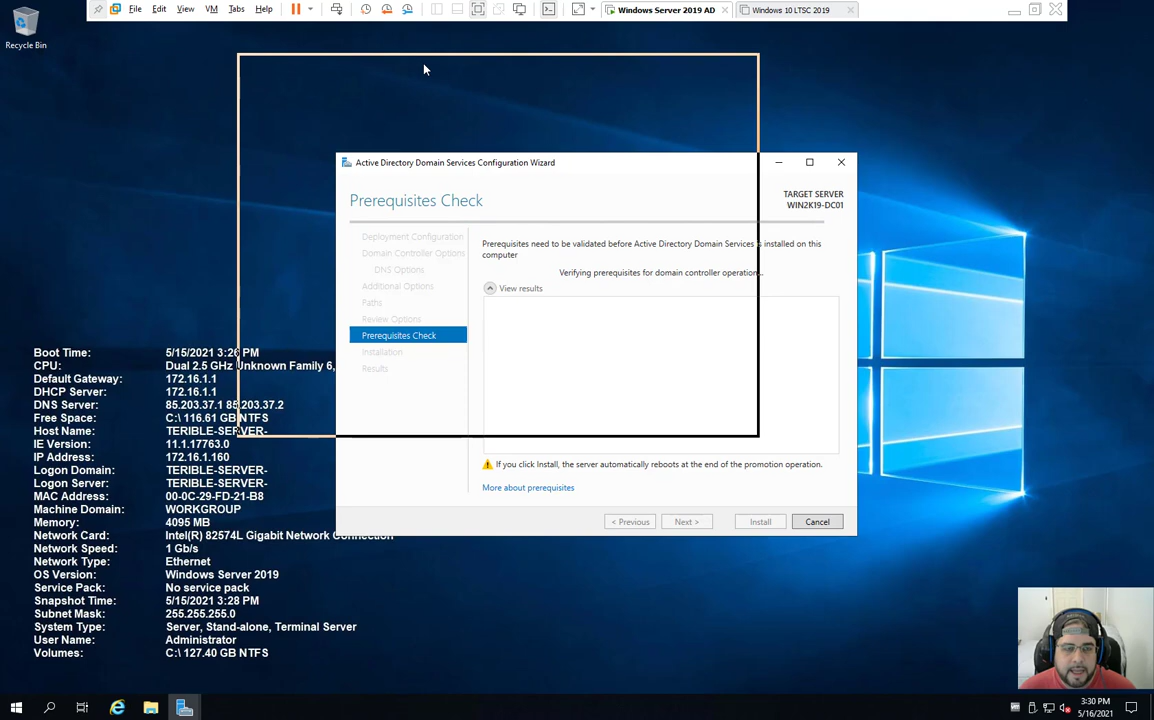 File Edit View VM Tabs Help
Windows Server 2019 AD
Windows 10 LTSC 2019
Recycle Bin
Active Directory Domain Services Configuration Wizard
Prerequisites Check
TARGET SERVER
WIN2K19-DC01
Deployment Configuration
Domain Controller Options
DNS Options
Additional Options
Paths
Review Options
Prerequisites Check
Installation
Results
Prerequisites need to be validated before Active Directory Domain Services is installed on this
computer
Verifying prerequisites for domain controller operation...
View results
If you click Install, the server automatically reboots at the end of the promotion operation.
More about prerequisites
< Previous
Next >
Install
Cancel
Boot Time: 5/15/2021 3:26 PM
CPU: Dual 2.5 GHz Unknown Family 6,
Default Gateway: 172.16.1.1
DHCP Server: 172.16.1.1
DNS Server: 85.203.37.1 85.203.37.2
Free Space: C:\ 116.61 GB NTFS
Host Name: TERIBLE-SERVER-
IE Version: 11.1.17763.0
IP Address: 172.16.1.160
Logon Domain: TERIBLE-SERVER-
Logon Server: TERIBLE-SERVER-
MAC Address: 00-0C-29-FD-21-B8
Machine Domain: WORKGROUP
Memory: 4095 MB
Network Card: Intel(R) 82574L Gigabit Network Connection
Network Speed: 1 Gb/s
Network Type: Ethernet
OS Version: Windows Server 2019
Service Pack: No service pack
Snapshot Time: 5/15/2021 3:28 PM
Subnet Mask: 255.255.255.0
System Type: Server, Stand-alone, Terminal Server
User Name: Administrator
Volumes: C:\ 127.40 GB NTFS
3:30 PM
5/16/2021